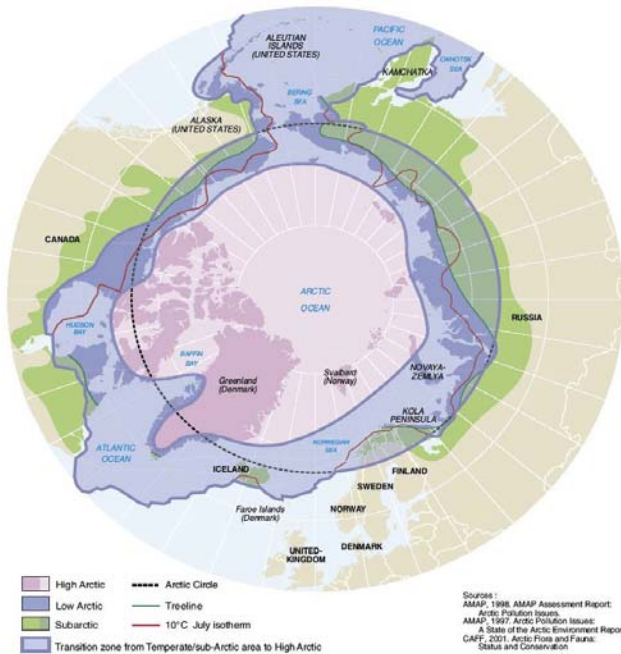 ALEUTIAN
ISLANDS
(UNITED STATES)
PACIFIC
OCEAN
KAMCHATKA
OKHOTSK
SEA
BERING
SEA
ALASKA
(UNITED STATES)
CANADA
ARCTIC
OCEAN
RUSSIA
HUDSON
BAY
BAFFIN
BAY
Greenland
(Denmark)
Svalbard
(Norway)
NOVAYA-
ZEMLYA
KOLA
PENINSULA
ATLANTIC
OCEAN
NORWEGIAN
SEA
ICELAND
FINLAND
SWEDEN
Faroe Islands
(Denmark)
NORWAY
UNITED-
KINGDOM
DENMARK
High Arctic
Low Arctic
Subarctic
Arctic Circle
Treeline
10°C July isotherm
Transition zone from Temperate/sub-Arctic area to High Arctic
Sources :
AMAP, 1998. AMAP Assessment Report:
Arctic Pollution Issues.
AMAP, 1997. Arctic Pollution Issues:
A State of the Arctic Environment Repor
CAFF, 2001. Arctic Flora and Fauna:
Status and Conservation